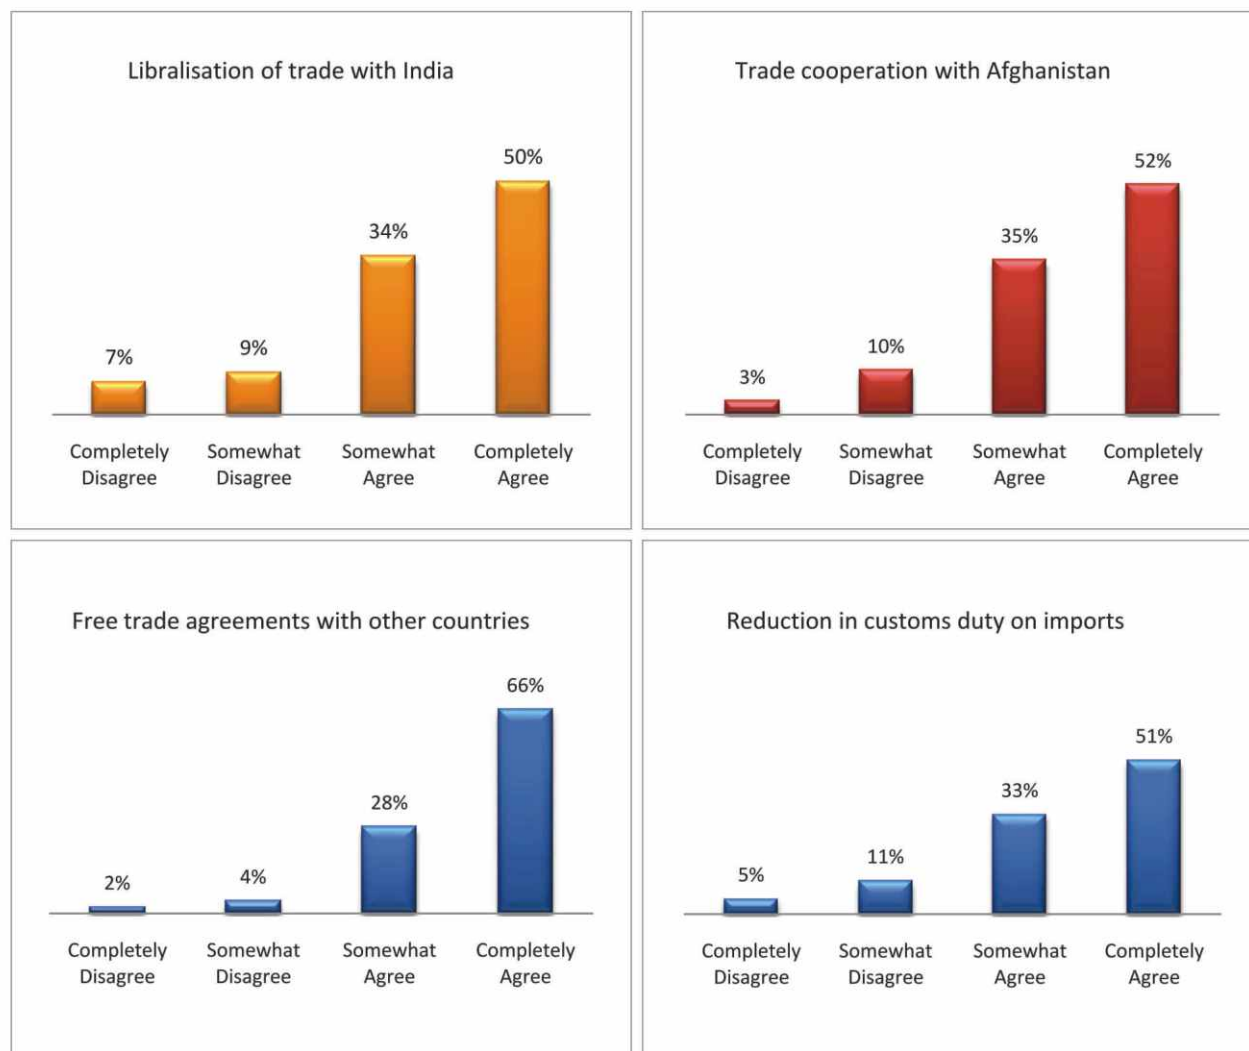 Libralisation of trade with India
50%
34%
9%
7%
Completely Somewhat Somewhat Completely
Disagree Disagree Agree Agree
Trade cooperation with Afghanistan
52%
35%
10%
3%
Completely Somewhat Somewhat Completely
Disagree Disagree Agree Agree
Free trade agreements with other countries
66%
28%
4%
2%
Completely Somewhat Somewhat Completely
Disagree Disagree Agree Agree
Reduction in customs duty on imports
51%
33%
11%
5%
Completely Somewhat Somewhat Completely
Disagree Disagree Agree Agree